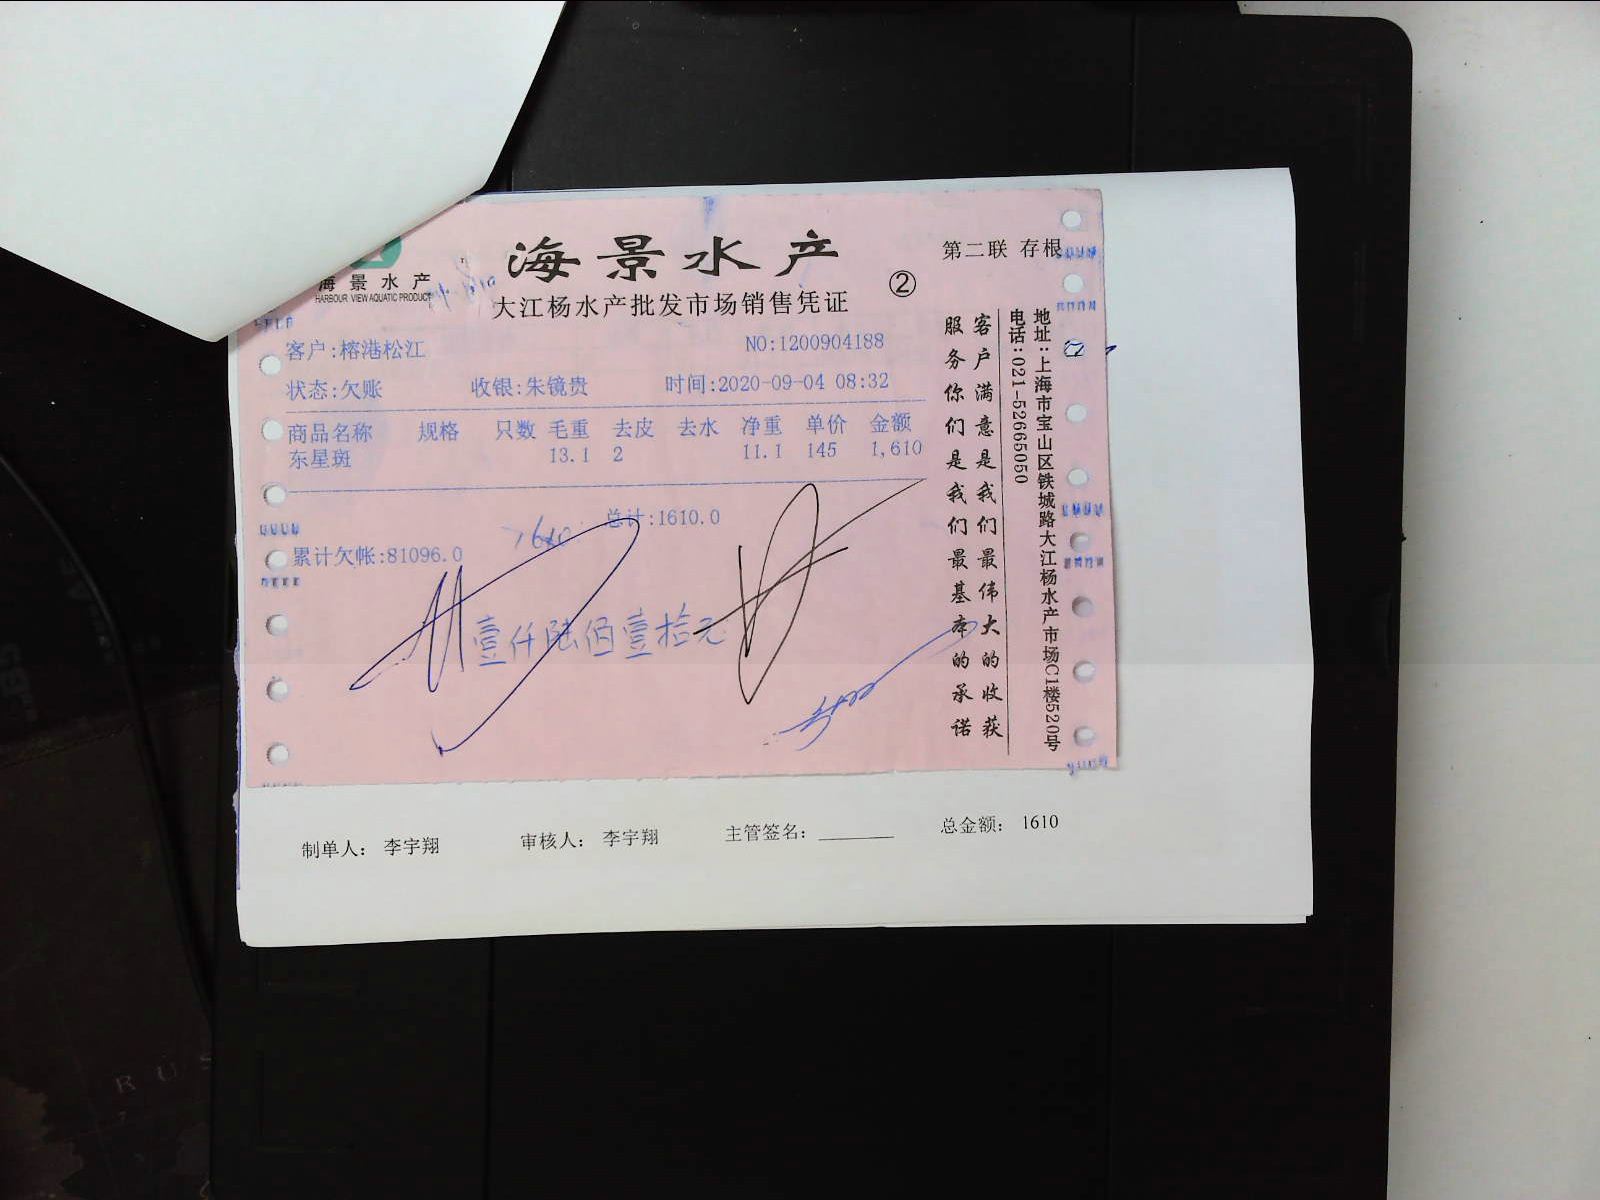 海景水产
第二联 存根
海景水产
HARBOUR VIEW AQUATIC PRODUCT
大江杨水产批发市场销售凭证
②
客户:榕港松江
NO:1200904188
状态:欠账 收银:朱镜贵 时间:2020-09-04 08:32
商品名称 规格 只数 毛重 去皮 去水 净重 单价 金额
东星斑 13.1 2 11.1 145 1,610
总计:1610.0
1610
累计欠帐:81096.0
壹仟陆佰壹拾元
客户满意是我们最伟大的收获
服务你们是我们最基本的承诺
地址:上海市宝山区铁城路大江杨水产市场C1楼520号
电话:021-52665050
制单人: 李宇翔 审核人: 李宇翔 主管签名: 总金额: 1610